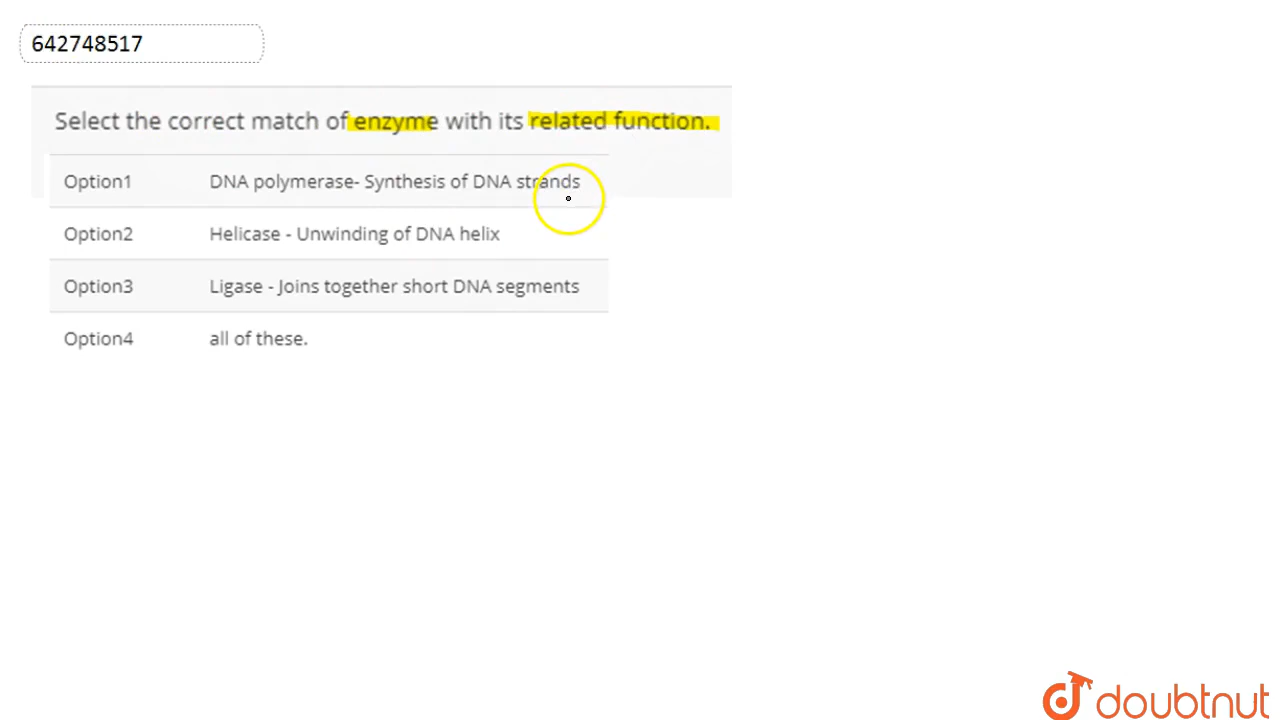 642748517
Select the correct match of enzyme with its related function.
Option1 DNA polymerase- Synthesis of DNA strands
Option2 Helicase - Unwinding of DNA helix
Option3 Ligase - Joins together short DNA segments
Option4 all of these.
doubtnut